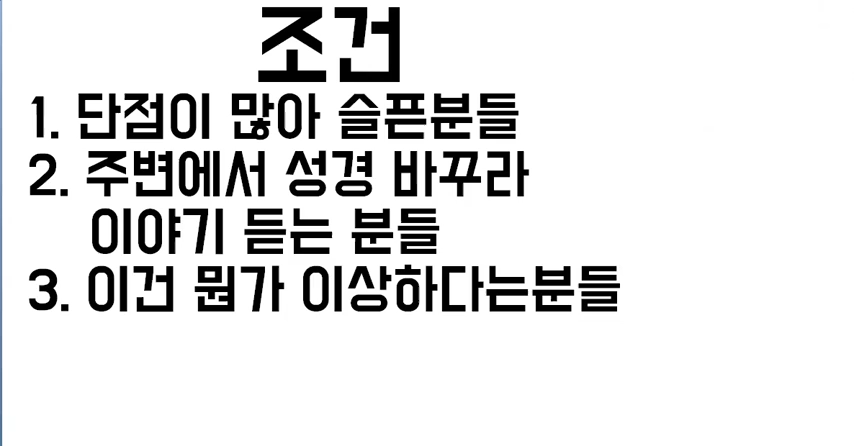 조건
1. 단점이 많아 슬픈분들
2. 주변에서 성경 바꾸라
이야기 듣는 분들
3. 이건 뭔가 이상하다는분들